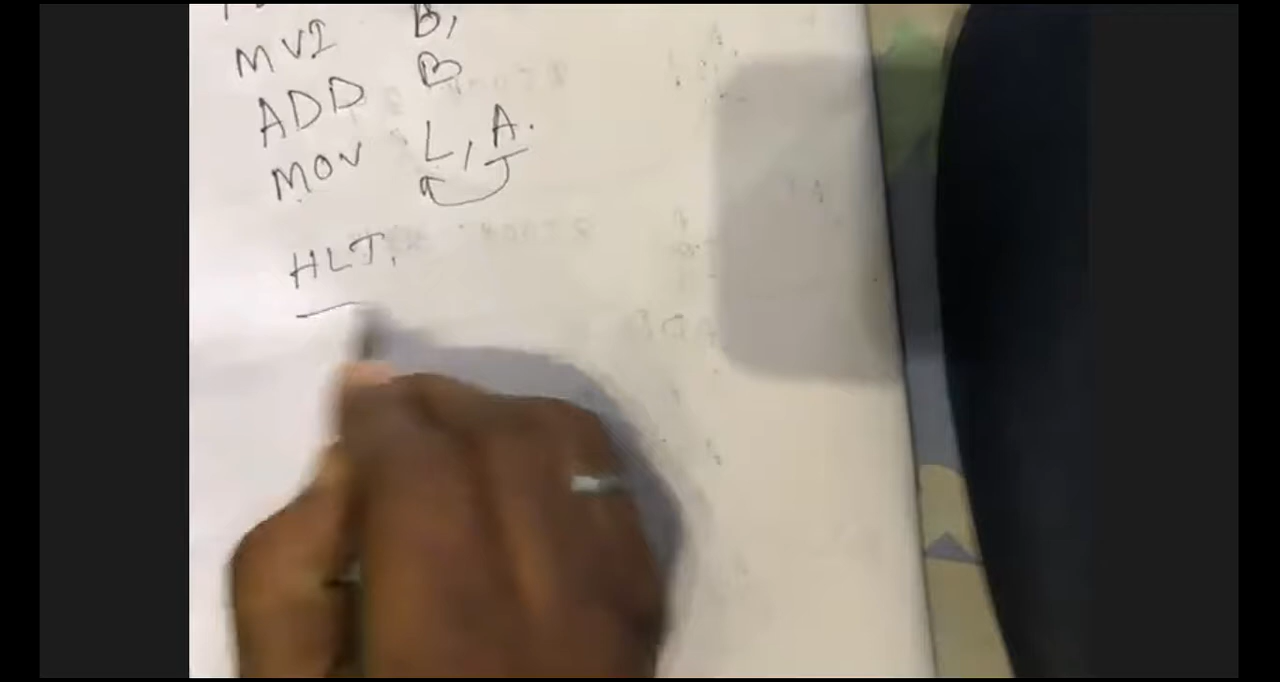 MVI B,
ADD B
MOV L, A.
HLT,